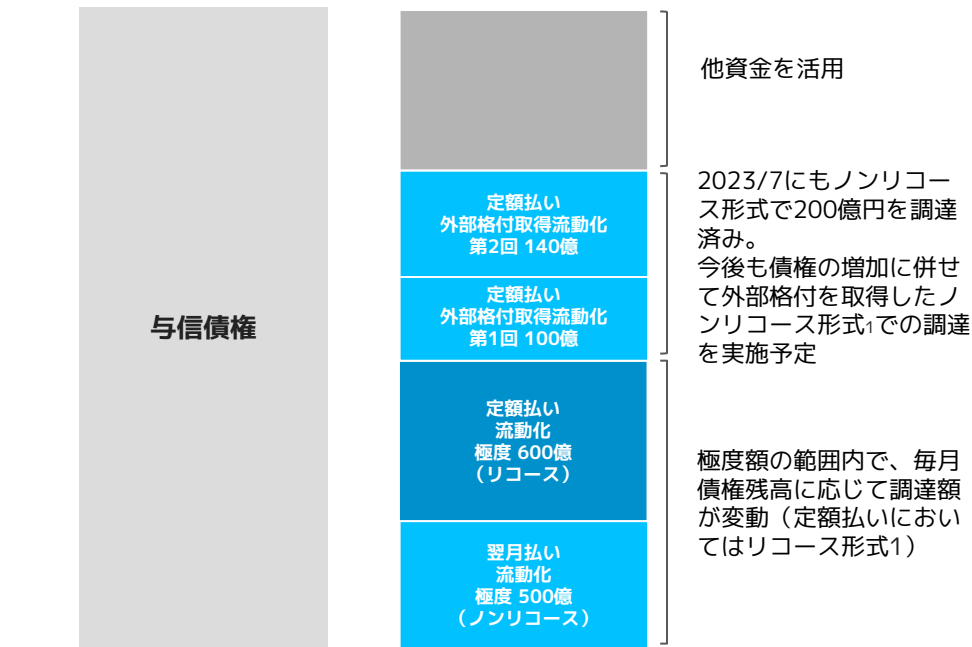 与信債権
他資金を活用
定額払い
外部格付取得流動化
第2回 140億
定額払い
外部格付取得流動化
第1回 100億
2023/7にもノンリコー
ス形式で200億円を調達
済み。
今後も債権の増加に併せ
て外部格付を取得したノ
ンリコース形式1での調達
を実施予定
定額払い
流動化
極度 600億
（リコース）
翌月払い
流動化
極度 500億
（ノンリコース）
極度額の範囲内で、毎月
債権残高に応じて調達額
が変動（定額払いにおい
てはリコース形式1）